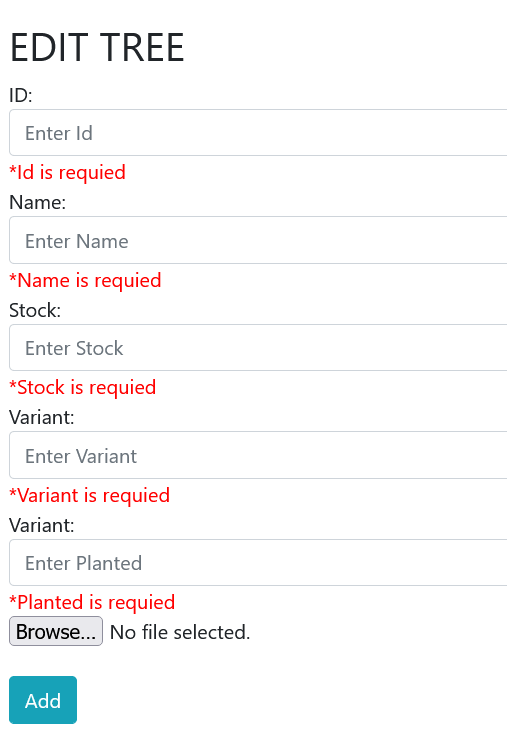 EDIT TREE
ID:
Enter Id
*Id is requied
Name:
Enter Name
*Name is requied
Stock:
Enter Stock
*Stock is requied
Variant:
Enter Variant
*Variant is requied
Variant:
Enter Planted
*Planted is requied
Browse... No file selected.
Add